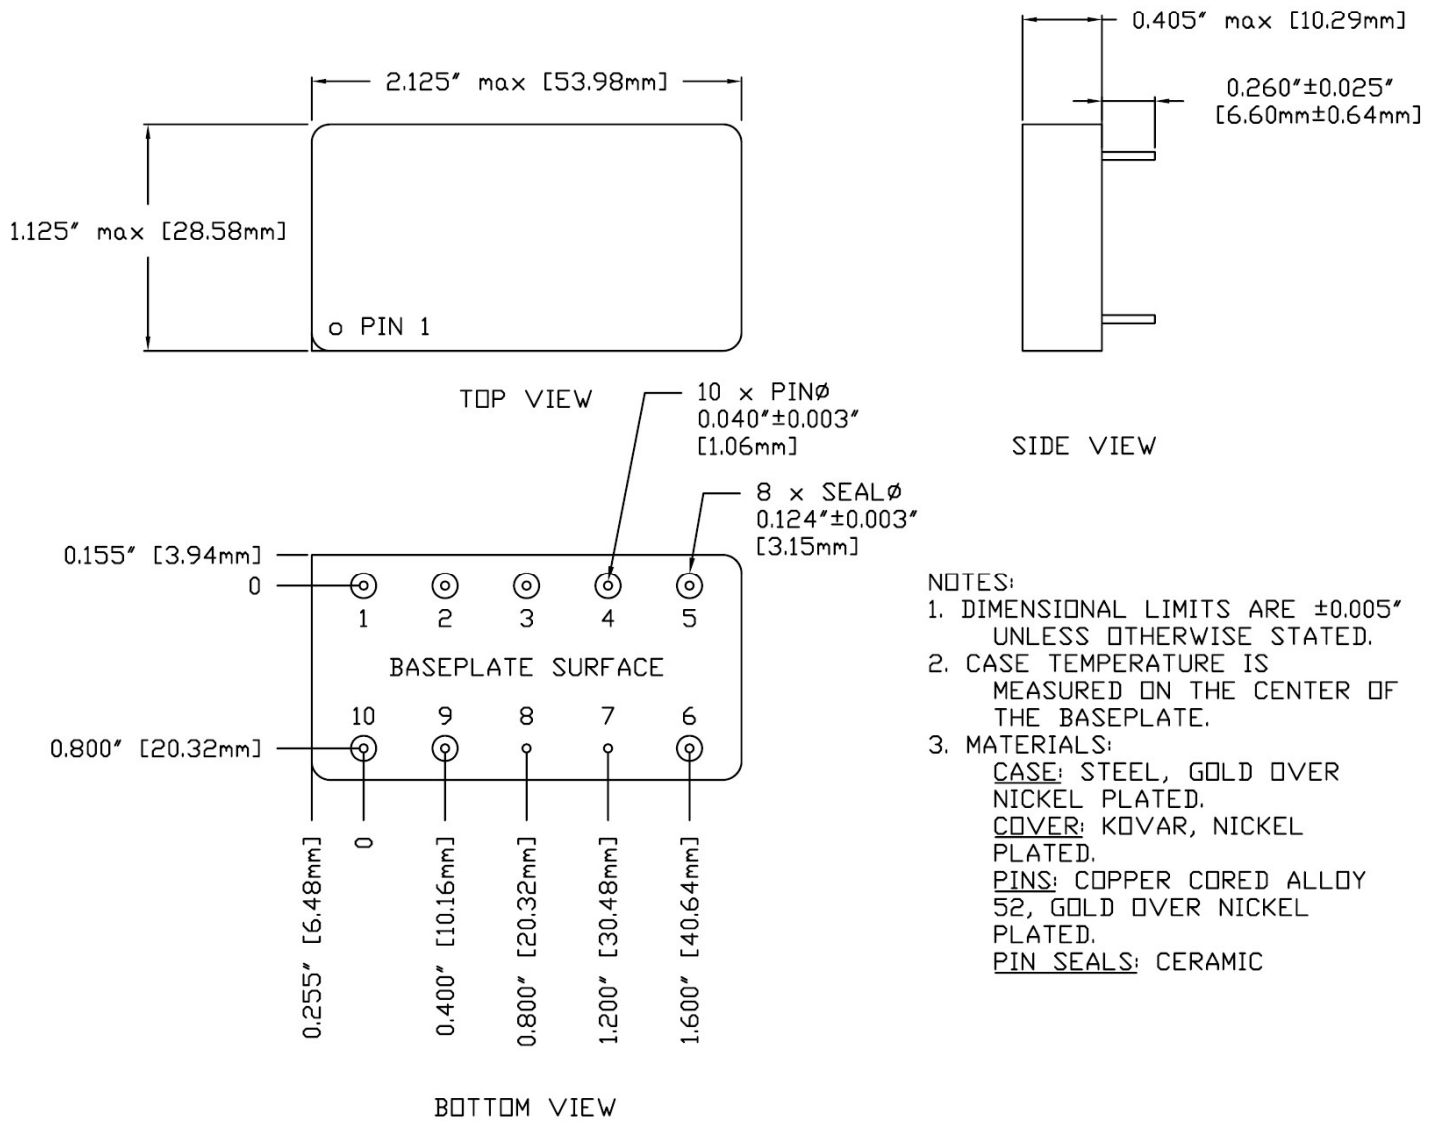 0.405″ max [10.29mm]
2.125″ max [53.98mm]
0.260″±0.025″
[6.60mm±0.64mm]
1.125″ max [28.58mm]
PIN 1
TOP VIEW
SIDE VIEW
10 x PINø
0.040″±0.003″
[1.06mm]
8 x SEALø
0.124″±0.003″
[3.15mm]
0.155″ [3.94mm]
0
1 2 3 4 5
BASEPLATE SURFACE
10 9 8 7 6
0.800″ [20.32mm]
0.255″ [6.48mm]
0
0.400″ [10.16mm]
0.800″ [20.32mm]
1.200″ [30.48mm]
1.600″ [40.64mm]
BOTTOM VIEW
NOTES:
1. DIMENSIONAL LIMITS ARE ±0.005″
UNLESS OTHERWISE STATED.
2. CASE TEMPERATURE IS
MEASURED ON THE CENTER OF
THE BASEPLATE.
3. MATERIALS:
CASE: STEEL, GOLD OVER
NICKEL PLATED.
COVER: KOVAR, NICKEL
PLATED.
PINS: COPPER CORED ALLOY
52, GOLD OVER NICKEL
PLATED.
PIN SEALS: CERAMIC